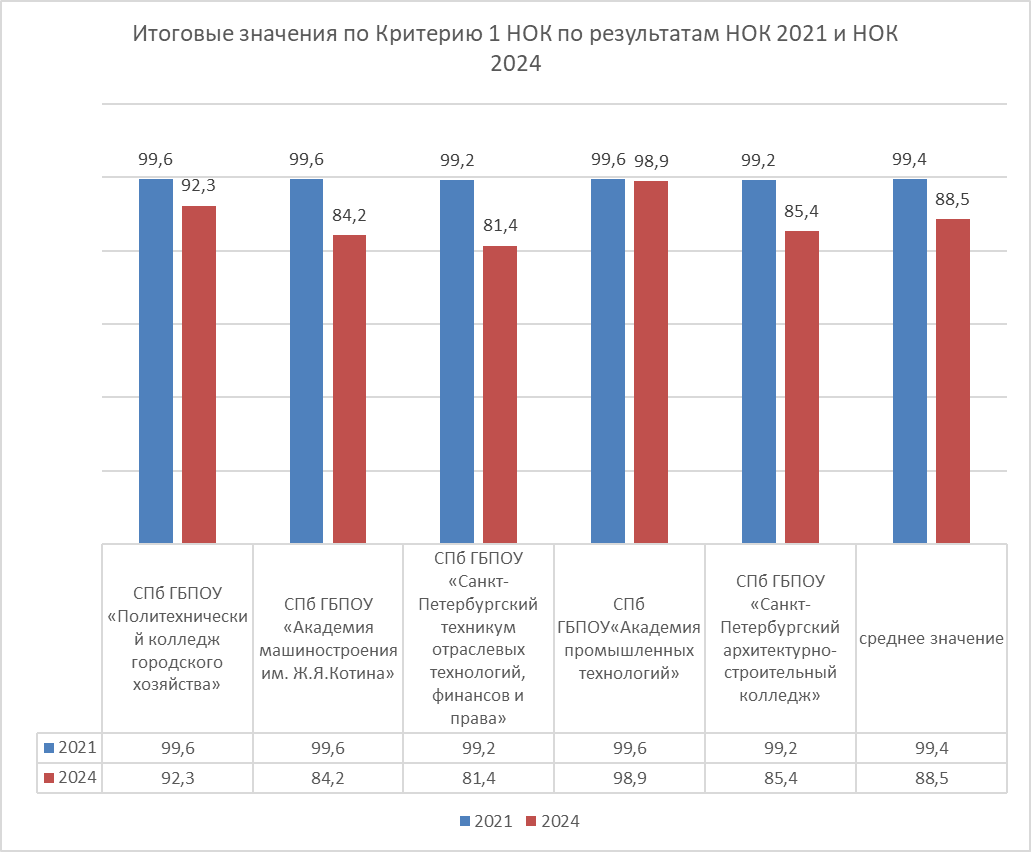 Итоговые значения по Критерию 1 НОК по результатам НОК 2021 и НОК
2024
99,6
92,3
99,6
84,2
99,2
81,4
99,6
98,9
99,2
85,4
99,4
88,5
СПб ГБПОУ
«Политехнически
й колледж
городского
хозяйства»
СПб ГБПОУ
«Академия
машиностроения
им. Ж.Я.Котина»
СПб ГБПОУ
«Санкт-
Петербургский
техникум
отраслевых
технологий,
финансов и
права»
СПб
ГБПОУ«Академия
промышленных
технологий»
СПб ГБПОУ
«Санкт-
Петербургский
архитектурно-
строительный
колледж»
среднее значение
2021 99,6 99,6 99,2 99,6 99,2 99,4
2024 92,3 84,2 81,4 98,9 85,4 88,5
2021 2024